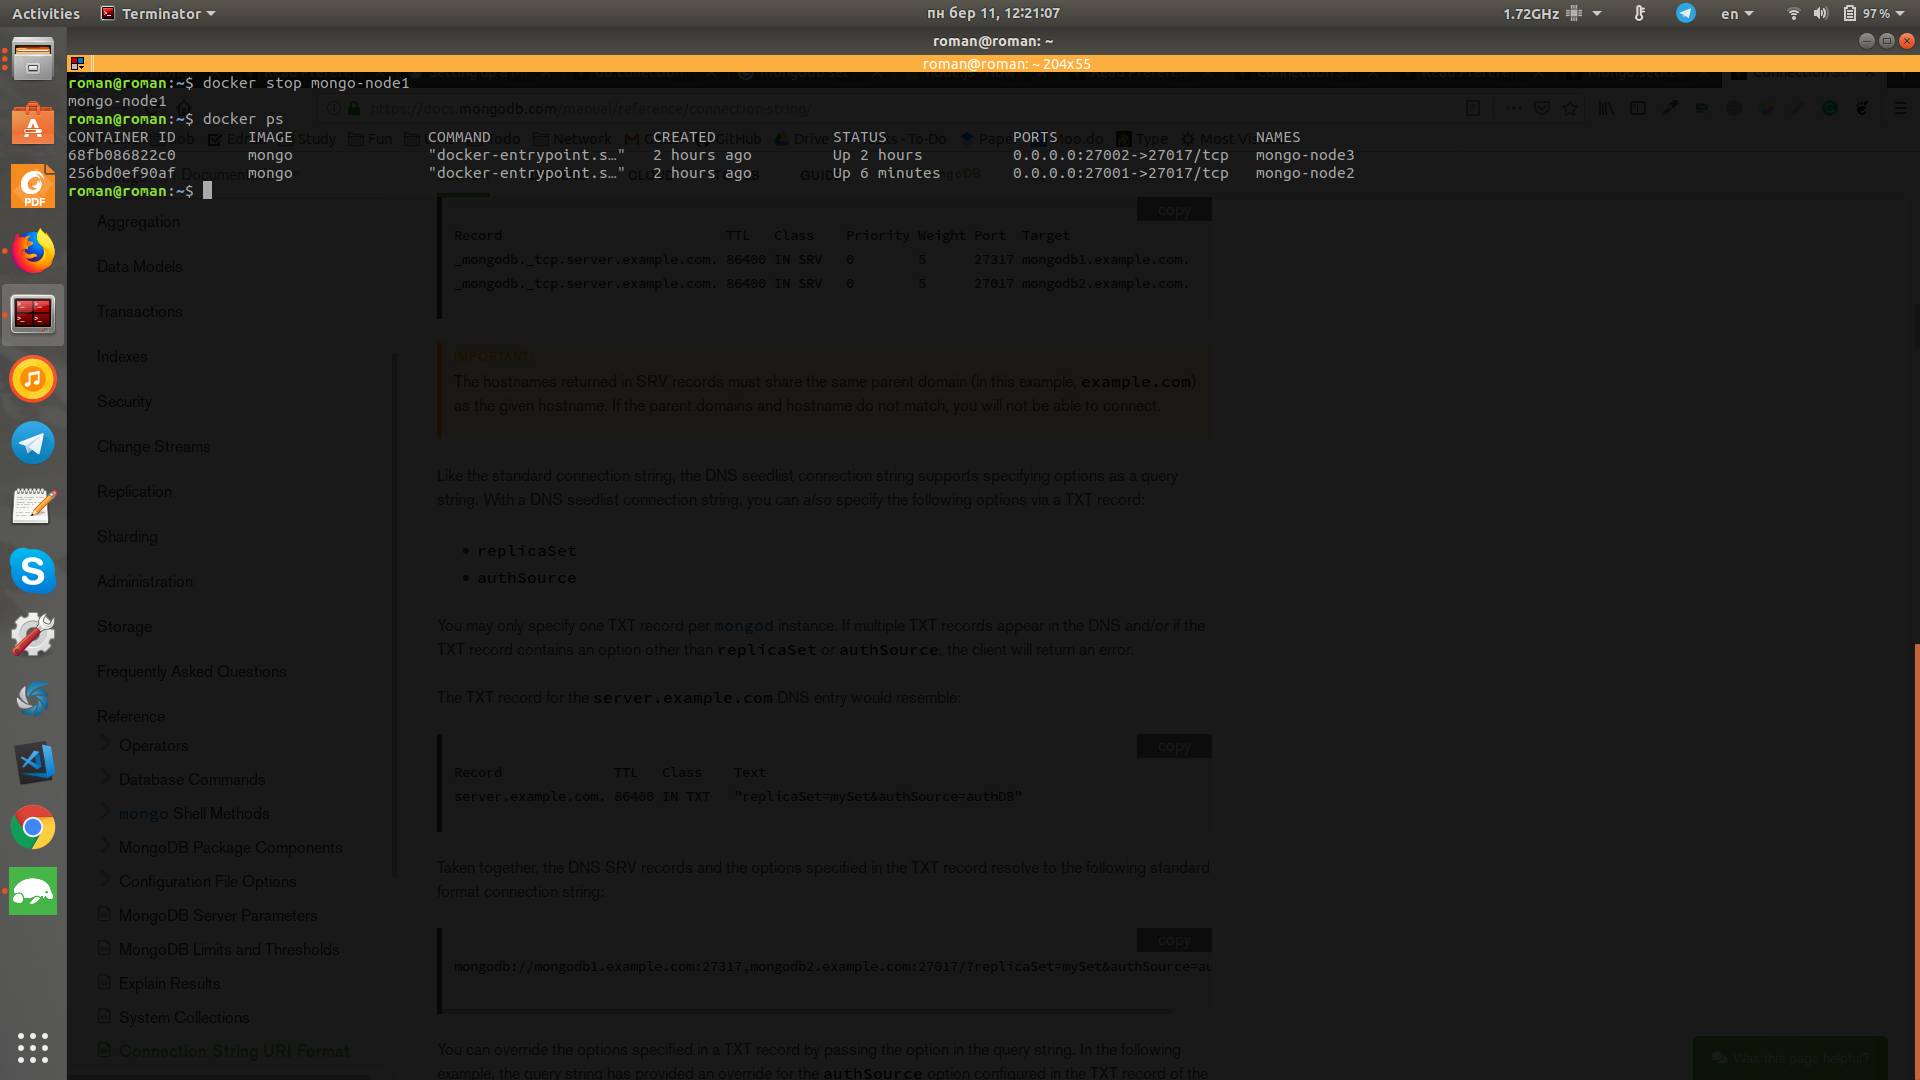 Activities Terminator пн бер 11, 12:21:07 1.72GHz en 97%
roman@roman: ~
roman@roman: ~ 204x55
roman@roman:~$ docker stop mongo-node1
mongo-node1
https://docs.mongodb.com/manual/reference/connection-string/
roman@roman:~$ docker ps
CONTAINER ID IMAGE COMMAND CREATED STATUS PORTS NAMES
Study Fun Todo Network GitHub Drive To-Do Type
68fb086822c0 mongo "docker-entrypoint.s…" 2 hours ago Up 2 hours 0.0.0.0:27002->27017/tcp mongo-node3
256bd0ef90af mongo "docker-entrypoint.s…" 2 hours ago Up 6 minutes 0.0.0.0:27001->27017/tcp mongo-node2
roman@roman:~$
PDF
Aggregation
Data Models
Transactions
Indexes
Security
Change Streams
Replication
Sharding
Administration
Storage
Frequently Asked Questions
Reference
Operators
Database Commands
mongo Shell Methods
MongoDB Package Components
Configuration File Options
MongoDB Server Parameters
MongoDB Limits and Thresholds
Explain Results
System Collections
Connection String URI Format
copy
Record TTL Class Priority Weight Port Target
_mongodb._tcp.server.example.com. 86400 IN SRV 0 5 27317 mongodb1.example.com.
_mongodb._tcp.server.example.com. 86400 IN SRV 0 5 27017 mongodb2.example.com.
IMPORTANT:
The hostnames returned in SRV records must share the same parent domain (in this example, example.com)
as the given hostname. If the parent domains and hostname do not match, you will not be able to connect.
Like the standard connection string, the DNS seedlist connection string supports specifying options as a query
string. With a DNS seedlist connection string, you can also specify the following options via a TXT record:
• replicaSet
• authSource
You may only specify one TXT record per mongod instance. If multiple TXT records appear in the DNS and/or if the
TXT record contains an option other than replicaSet or authSource, the client will return an error.
The TXT record for the server.example.com DNS entry would resemble:
copy
Record TTL Class Text
server.example.com. 86400 IN TXT "replicaSet=mySet&authSource=authDB"
Taken together, the DNS SRV records and the options specified in the TXT record resolve to the following standard
format connection string:
copy
mongodb://mongodb1.example.com:27317,mongodb2.example.com:27017/?replicaSet=mySet&authSource=au
You can override the options specified in a TXT record by passing the option in the query string. In the following
example, the query string has provided an override for the authSource option configured in the TXT record of the
Was this page helpful?